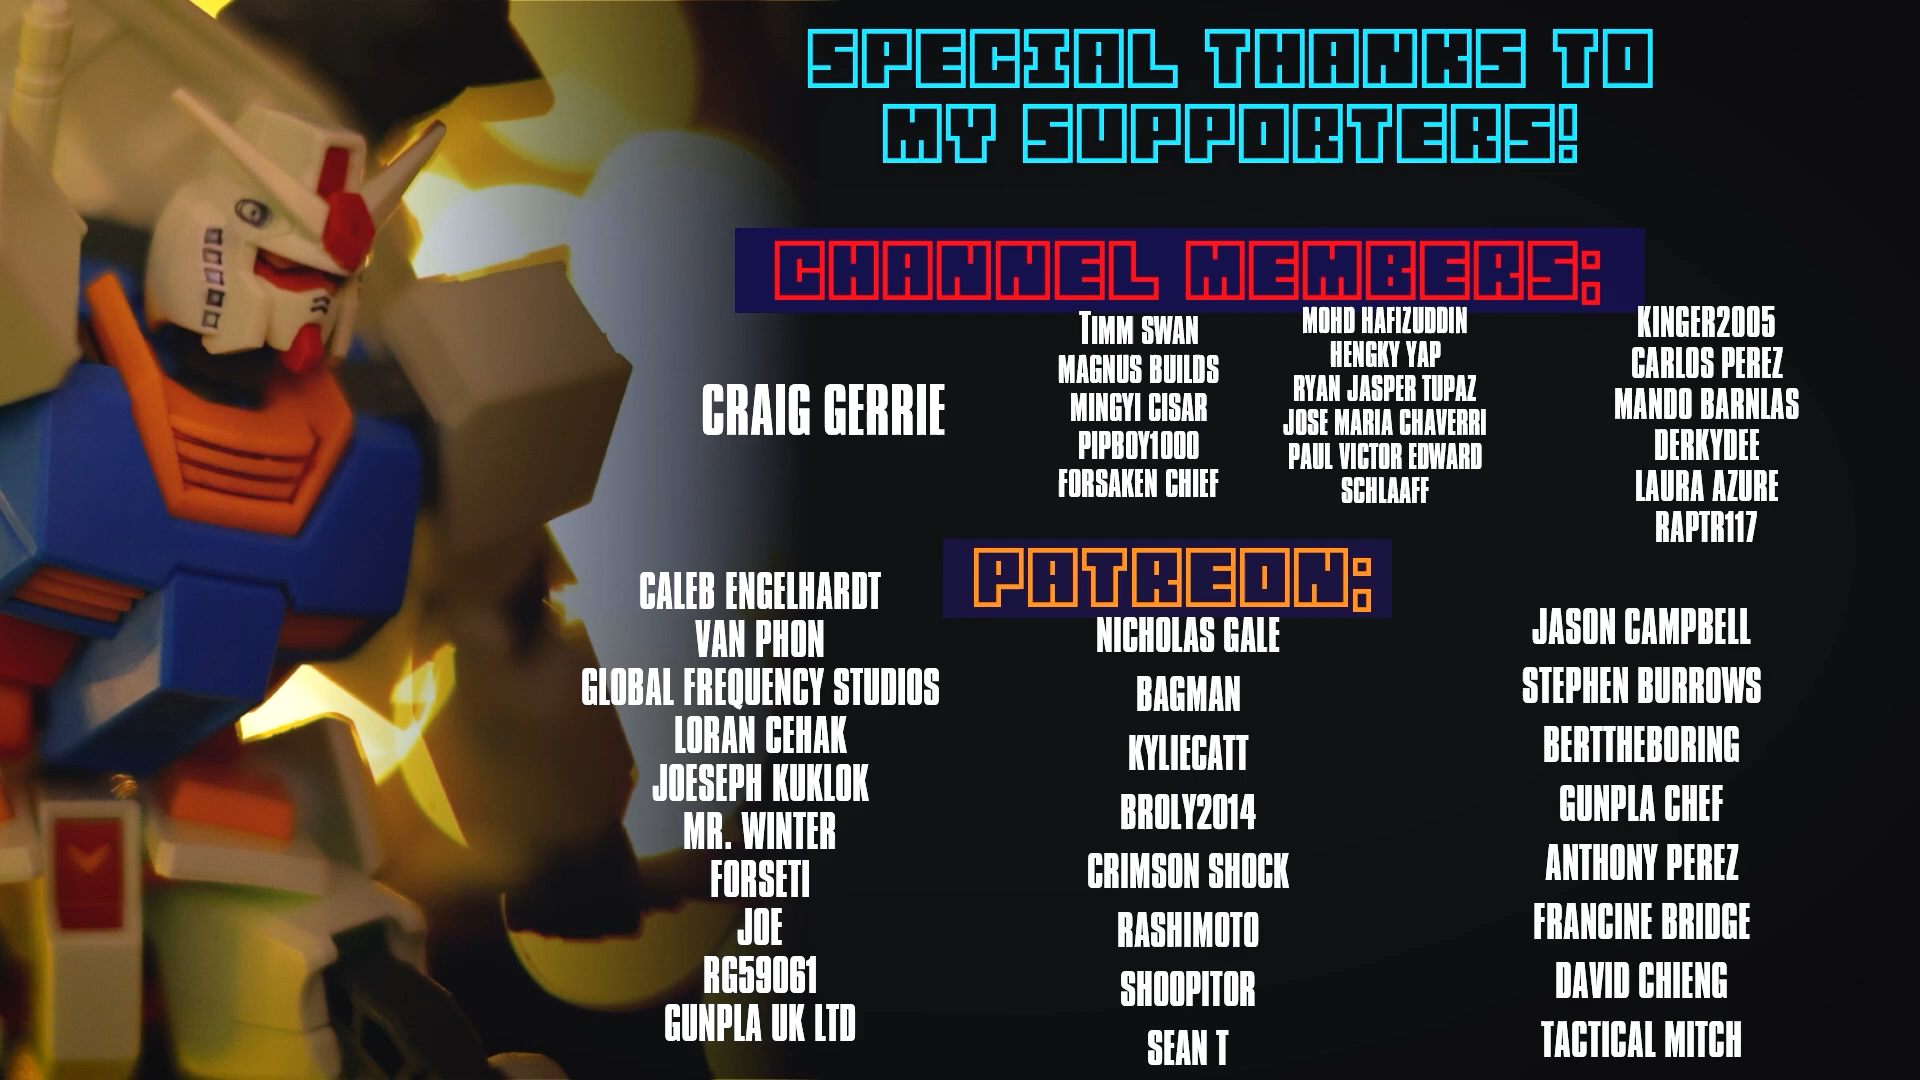 SPECIAL THANKS TO
MY SUPPORTERS!
CHANNEL MEMBERS:
CRAIG GERRIE
TIMM SWAN
MAGNUS BUILDS
MINGYI CISAR
PIPBOY1000
FORSAKEN CHIEF
MOHD HAFIZUDDIN
HENGKY YAP
RYAN JASPER TUPAZ
JOSE MARIA CHAVERRI
PAUL VICTOR EDWARD
SCHLAAFF
KINGER2005
CARLOS PEREZ
MANDO BARNLAS
DERKYDEE
LAURA AZURE
RAPTR117
PATREON:
CALEB ENGELHARDT
VAN PHON
GLOBAL FREQUENCY STUDIOS
LORAN CEHAK
JOESEPH KUKLOK
MR. WINTER
FORSETI
JOE
RG59061
GUNPLA UK LTD
NICHOLAS GALE
BAGMAN
KYLIECATT
BROLY2014
CRIMSON SHOCK
RASHIMOTO
SHOOPITOR
SEAN T
JASON CAMPBELL
STEPHEN BURROWS
BERTTHEBORING
GUNPLA CHEF
ANTHONY PEREZ
FRANCINE BRIDGE
DAVID CHIENG
TACTICAL MITCH